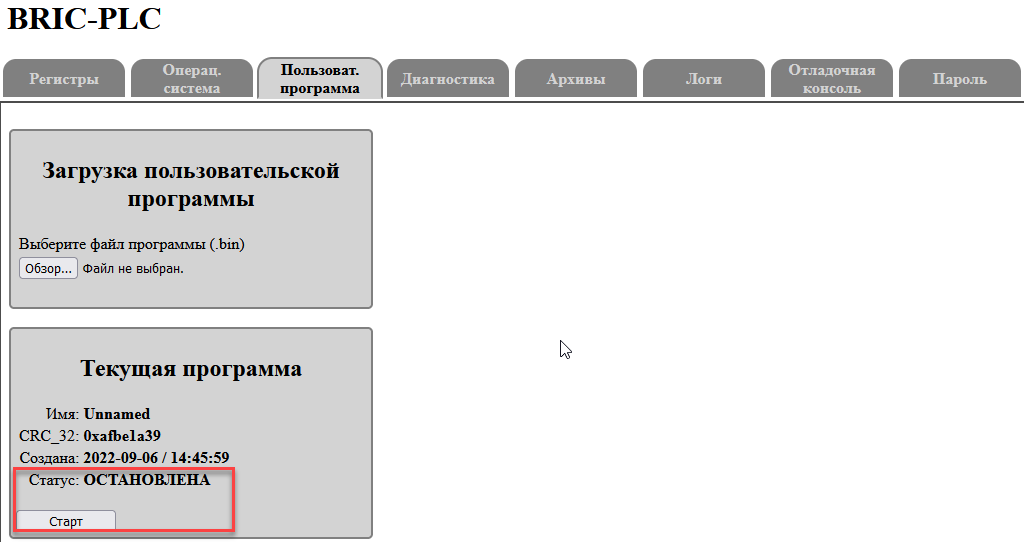 BRIC-PLC
Регистры
Операц.
система
Пользоват.
программа
Диагностика
Архивы
Логи
Отладочная
консоль
Пароль
Загрузка пользовательской
программы
Выберите файл программы (.bin)
Обзор... Файл не выбран.
Текущая программа
Имя: Unnamed
CRC_32: 0xafbe1a39
Создана: 2022-09-06 / 14:45:59
Статус: ОСТАНОВЛЕНА
Старт